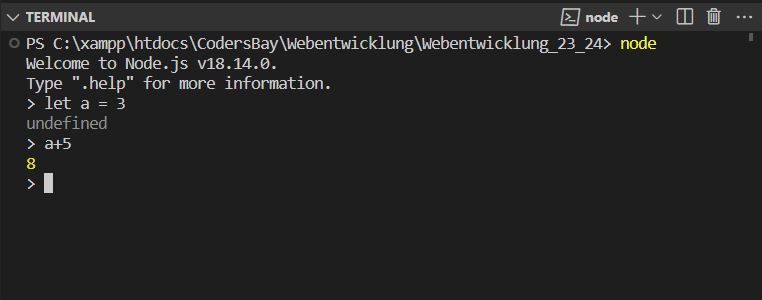 TERMINAL
node
PS C:\xampp\htdocs\CodersBay\Webentwicklung\Webentwicklung_23_24> node
Welcome to Node.js v18.14.0.
Type ".help" for more information.
> let a = 3
undefined
> a+5
8
>